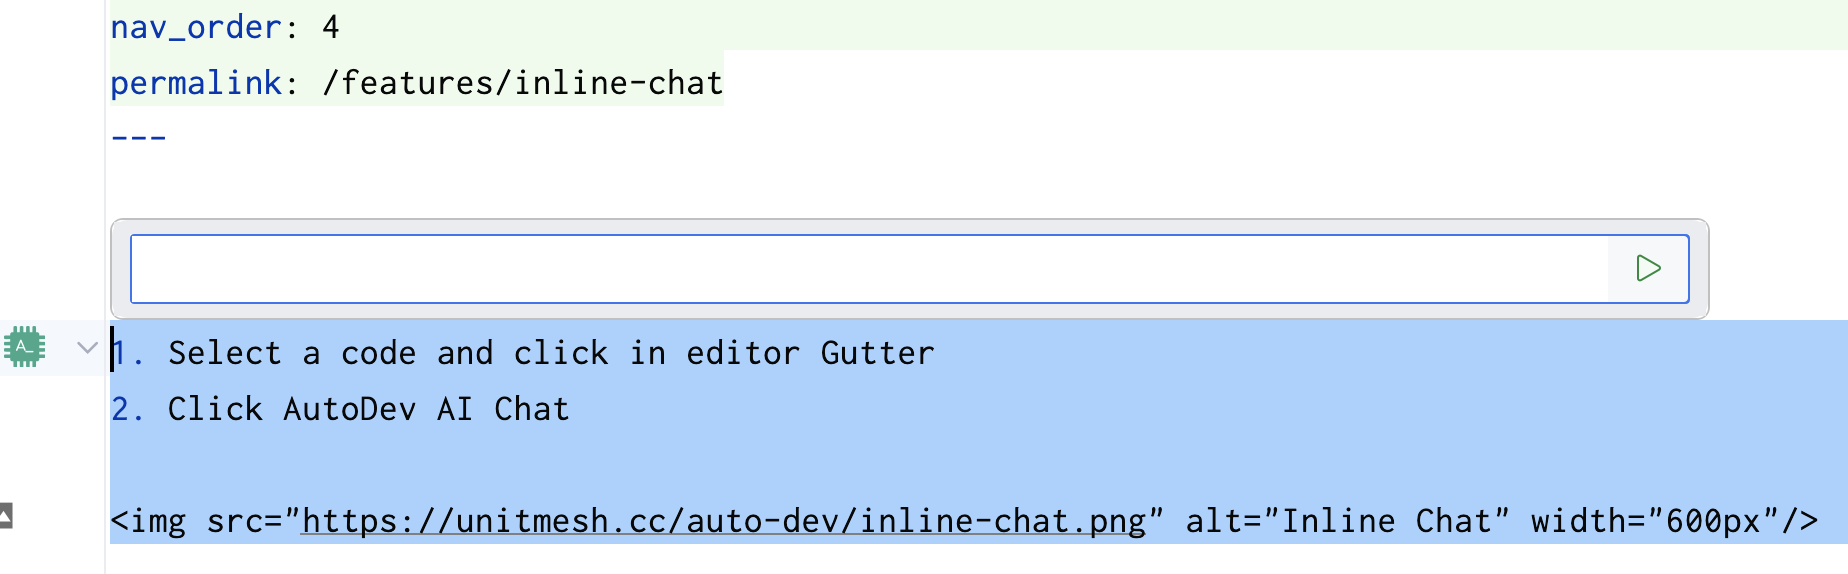 nav_order: 4
permalink: /features/inline-chat
---
1. Select a code and click in editor Gutter
2. Click AutoDev AI Chat
<img src="https://unitmesh.cc/auto-dev/inline-chat.png" alt="Inline Chat" width="600px"/>